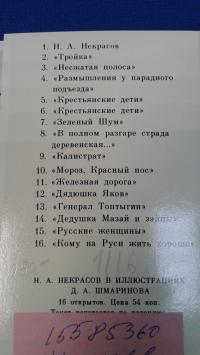 1. Н. А. Некрасов
2. «Тройка»
3. «Несжатая полоса»
4. «Размышления у парадного
подъезда»
5. «Крестьянские дети»
6. «Крестьянские дети»
7. «Зеленый Шум»
8. «В полном разгаре страда
деревенская...»
9. «Калистрат»
10. «Мороз, Красный нос»
11. «Железная дорога»
12. «Дядюшка Яков»
13. «Генерал Топтыгин»
14. «Дедушка Мазай и зайцы»
15. «Русские женщины»
16. «Кому на Руси жить хорошо»
Н. А. НЕКРАСОВ В ИЛЛЮСТРАЦИЯХ
Д. А. ШМАРИНОВА
16 открыток. Цена 54 коп.
15585360